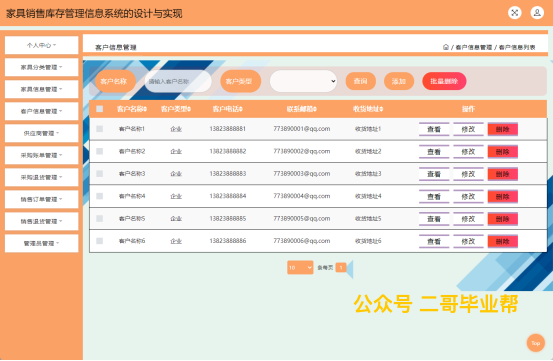 家具销售库存管理信息系统的设计与实现
个人中心
家具分类管理
家具信息管理
客户信息管理
供应商管理
采购账单管理
采购退货管理
销售订单管理
销售退货管理
管理员管理
客户信息管理
/ 客户信息管理 / 客户信息列表
客户名称 请输入客户名称 客户类型 查询 添加 批量删除
客户名称 客户类型 客户电话 联系邮箱 收货地址 操作
客户名称1 企业 13823888881 773890001@qq.com 收货地址1 查看 修改 删除
客户名称2 企业 13823888882 773890002@qq.com 收货地址2 查看 修改 删除
客户名称3 企业 13823888883 773890003@qq.com 收货地址3 查看 修改 删除
客户名称4 企业 13823888884 773890004@qq.com 收货地址4 查看 修改 删除
客户名称5 企业 13823888885 773890005@qq.com 收货地址5 查看 修改 删除
客户名称6 企业 13823888886 773890006@qq.com 收货地址6 查看 修改 删除
10 条每页 1
公众号 二哥毕业帮
Top